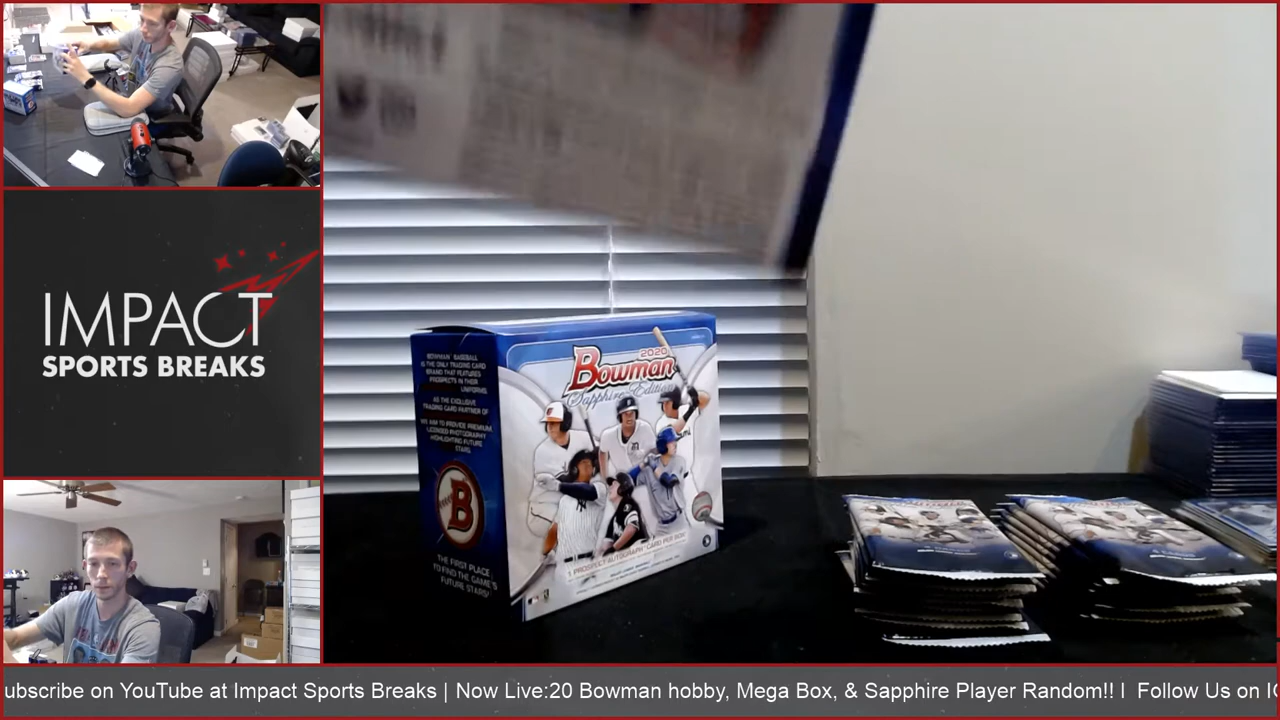 IMPACT
SPORTS BREAKS
BOWMAN BASEBALL
IS THE ONLY TRADING CARD
BRAND THAT FEATURES
PROSPECTS IN THEIR
UNIFORMS.
AS THE EXCLUSIVE
TRADING CARD PARTNER OF
WE AIM TO PROVIDE PREMIUM,
LICENSED PHOTOGRAPHY
HIGHLIGHTING FUTURE
STARS.
B
THE FIRST PLACE
TO FIND THE GAME'S
FUTURE STARS!
2020
Bowman
Sapphire Edition
1 PROSPECT AUTOGRAPH CARD PER BOX
ubscribe on YouTube at Impact Sports Breaks | Now Live:20 Bowman hobby, Mega Box, & Sapphire Player Random!! I Follow Us on IG